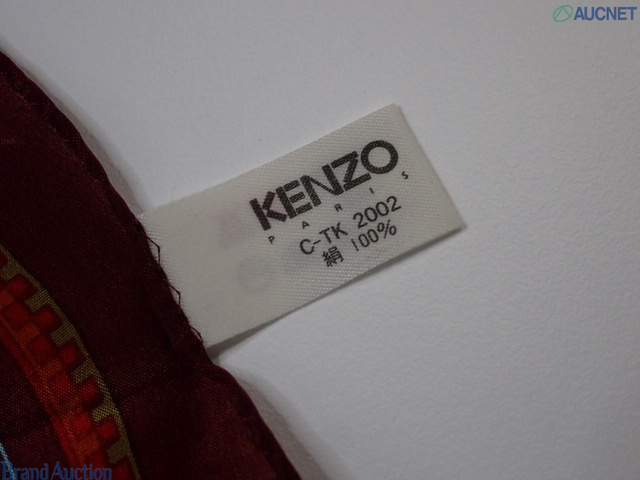 AUCNET
KENZO
PARIS
C-TK 2002
絹 100%
Brand Auction